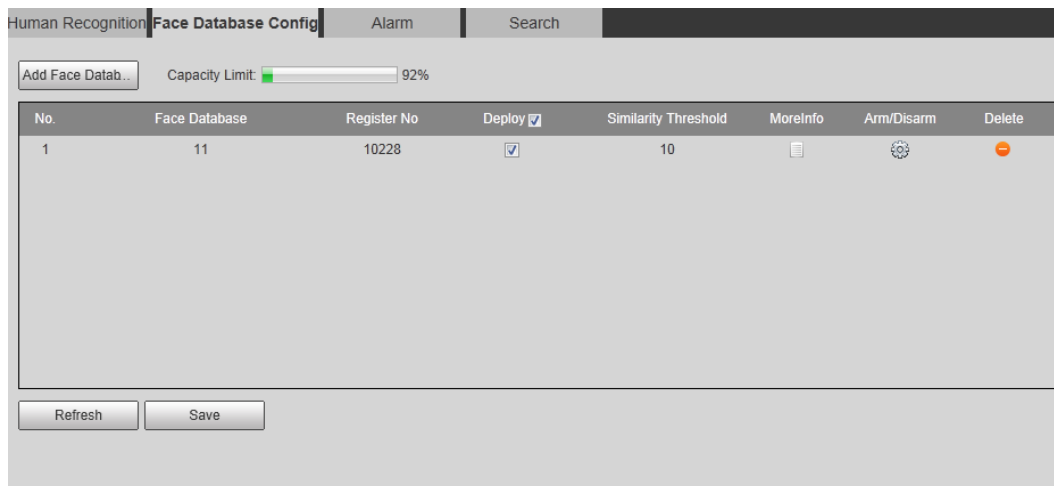 Human Recognition Face Database Config Alarm Search
Add Face Datab... Capacity Limit: 92%
No. Face Database Register No Deploy Similarity Threshold MoreInfo Arm/Disarm Delete
1 11 10228 10
Refresh Save